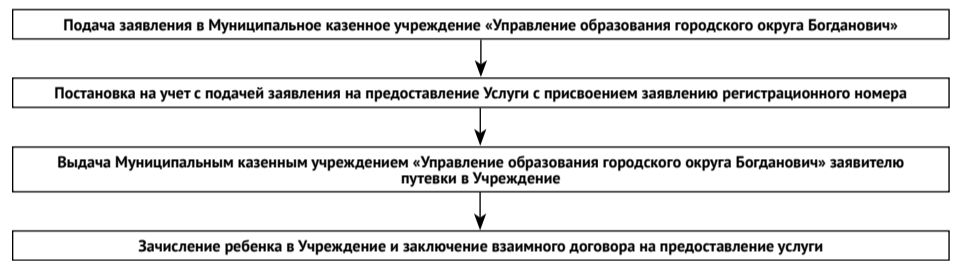 Подача заявления в Муниципальное казенное учреждение «Управление образования городского округа Богданович»
Постановка на учет с подачей заявления на предоставление Услуги с присвоением заявлению регистрационного номера
Выдача Муниципальным казенным учреждением «Управление образования городского округа Богданович» заявителю
путевки в Учреждение
Зачисление ребенка в Учреждение и заключение взаимного договора на предоставление услуги